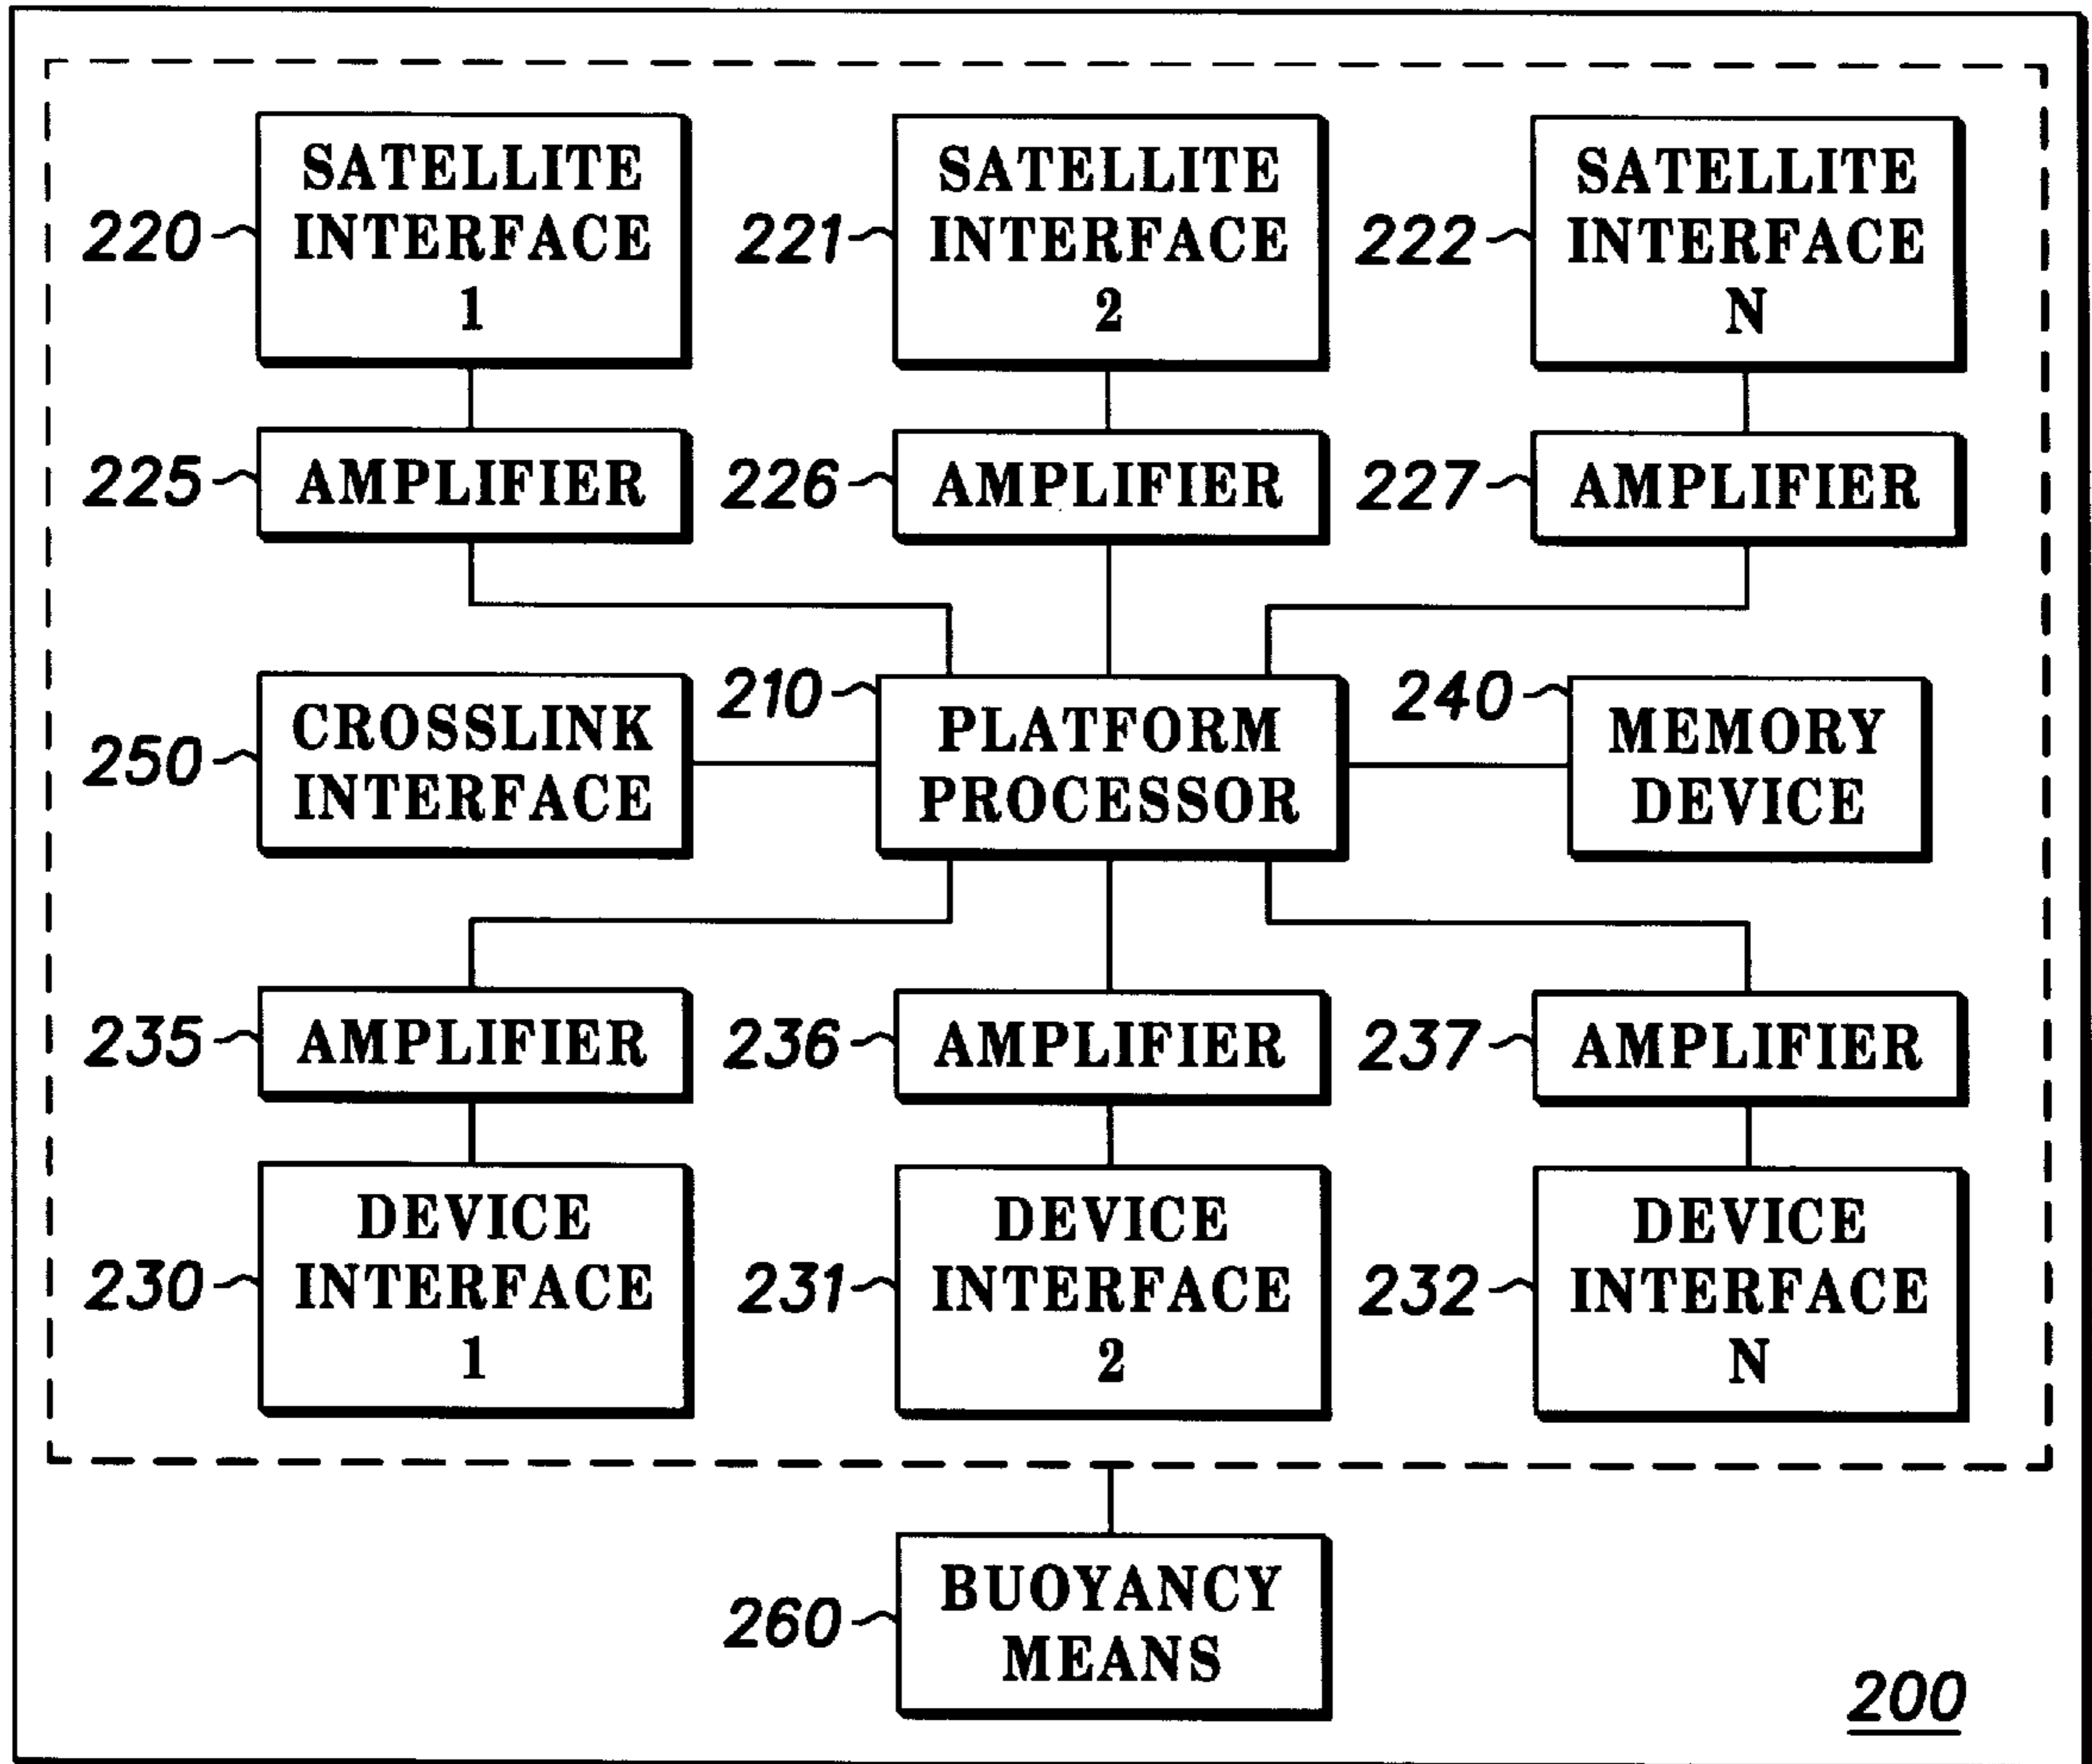 SATELLITE
INTERFACE
1
220
SATELLITE
INTERFACE
2
221
SATELLITE
INTERFACE
N
222
225
AMPLIFIER
226
AMPLIFIER
227
AMPLIFIER
250
CROSSLINK
INTERFACE
210
PLATFORM
PROCESSOR
240
MEMORY
DEVICE
235
AMPLIFIER
236
AMPLIFIER
237
AMPLIFIER
230
DEVICE
INTERFACE
1
231
DEVICE
INTERFACE
2
232
DEVICE
INTERFACE
N
260
BUOYANCY
MEANS
200